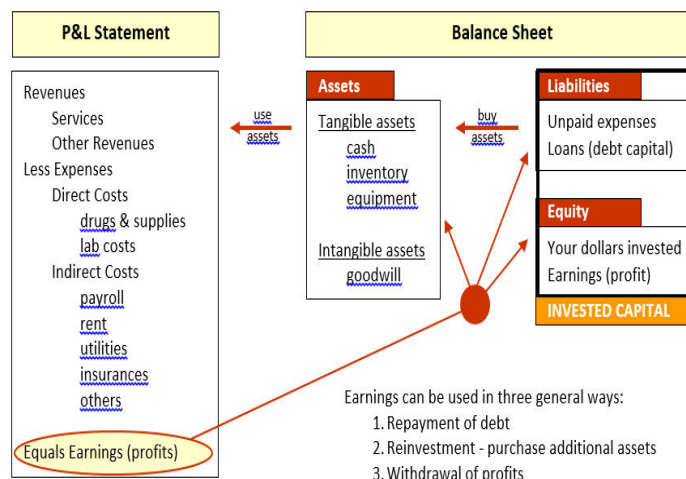 P&L Statement
Balance Sheet
Revenues
Services
Other Revenues
Less Expenses
Direct Costs
drugs & supplies
lab costs
Indirect Costs
payroll
rent
utilities
insurances
others
Equals Earnings (profits)
use
assets
Assets
Tangible assets
cash
inventory
equipment
Intangible assets
goodwill
buy
assets
Liabilities
Unpaid expenses
Loans (debt capital)
Equity
Your dollars invested
Earnings (profit)
INVESTED CAPITAL
Earnings can be used in three general ways:
1. Repayment of debt
2. Reinvestment - purchase additional assets
3. Withdrawal of profits